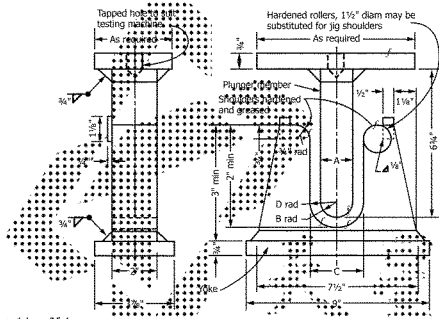 Tapped hole to suit
testing machine
As required
Hardened rollers, 1½" diam may be
substituted for jig shoulders
As required
¾"
Plunger member
Shoulders hardened
and greased
½"
1⅛"
¾"
1⅛"
¾"
¾" rad
A
⅛"
6¾"
3" min
2" min
D rad
B rad
¾"
¾"
2"
C
Yoke
7½"
9"